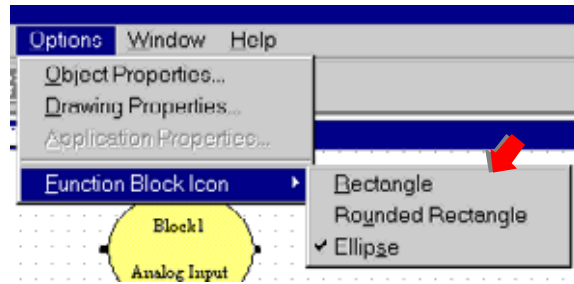 Options Window Help
Object Properties...
Drawing Properties...
Application Properties...
Function Block Icon
Rectangle
Rounded Rectangle
Ellipse
Block1
Analog Input